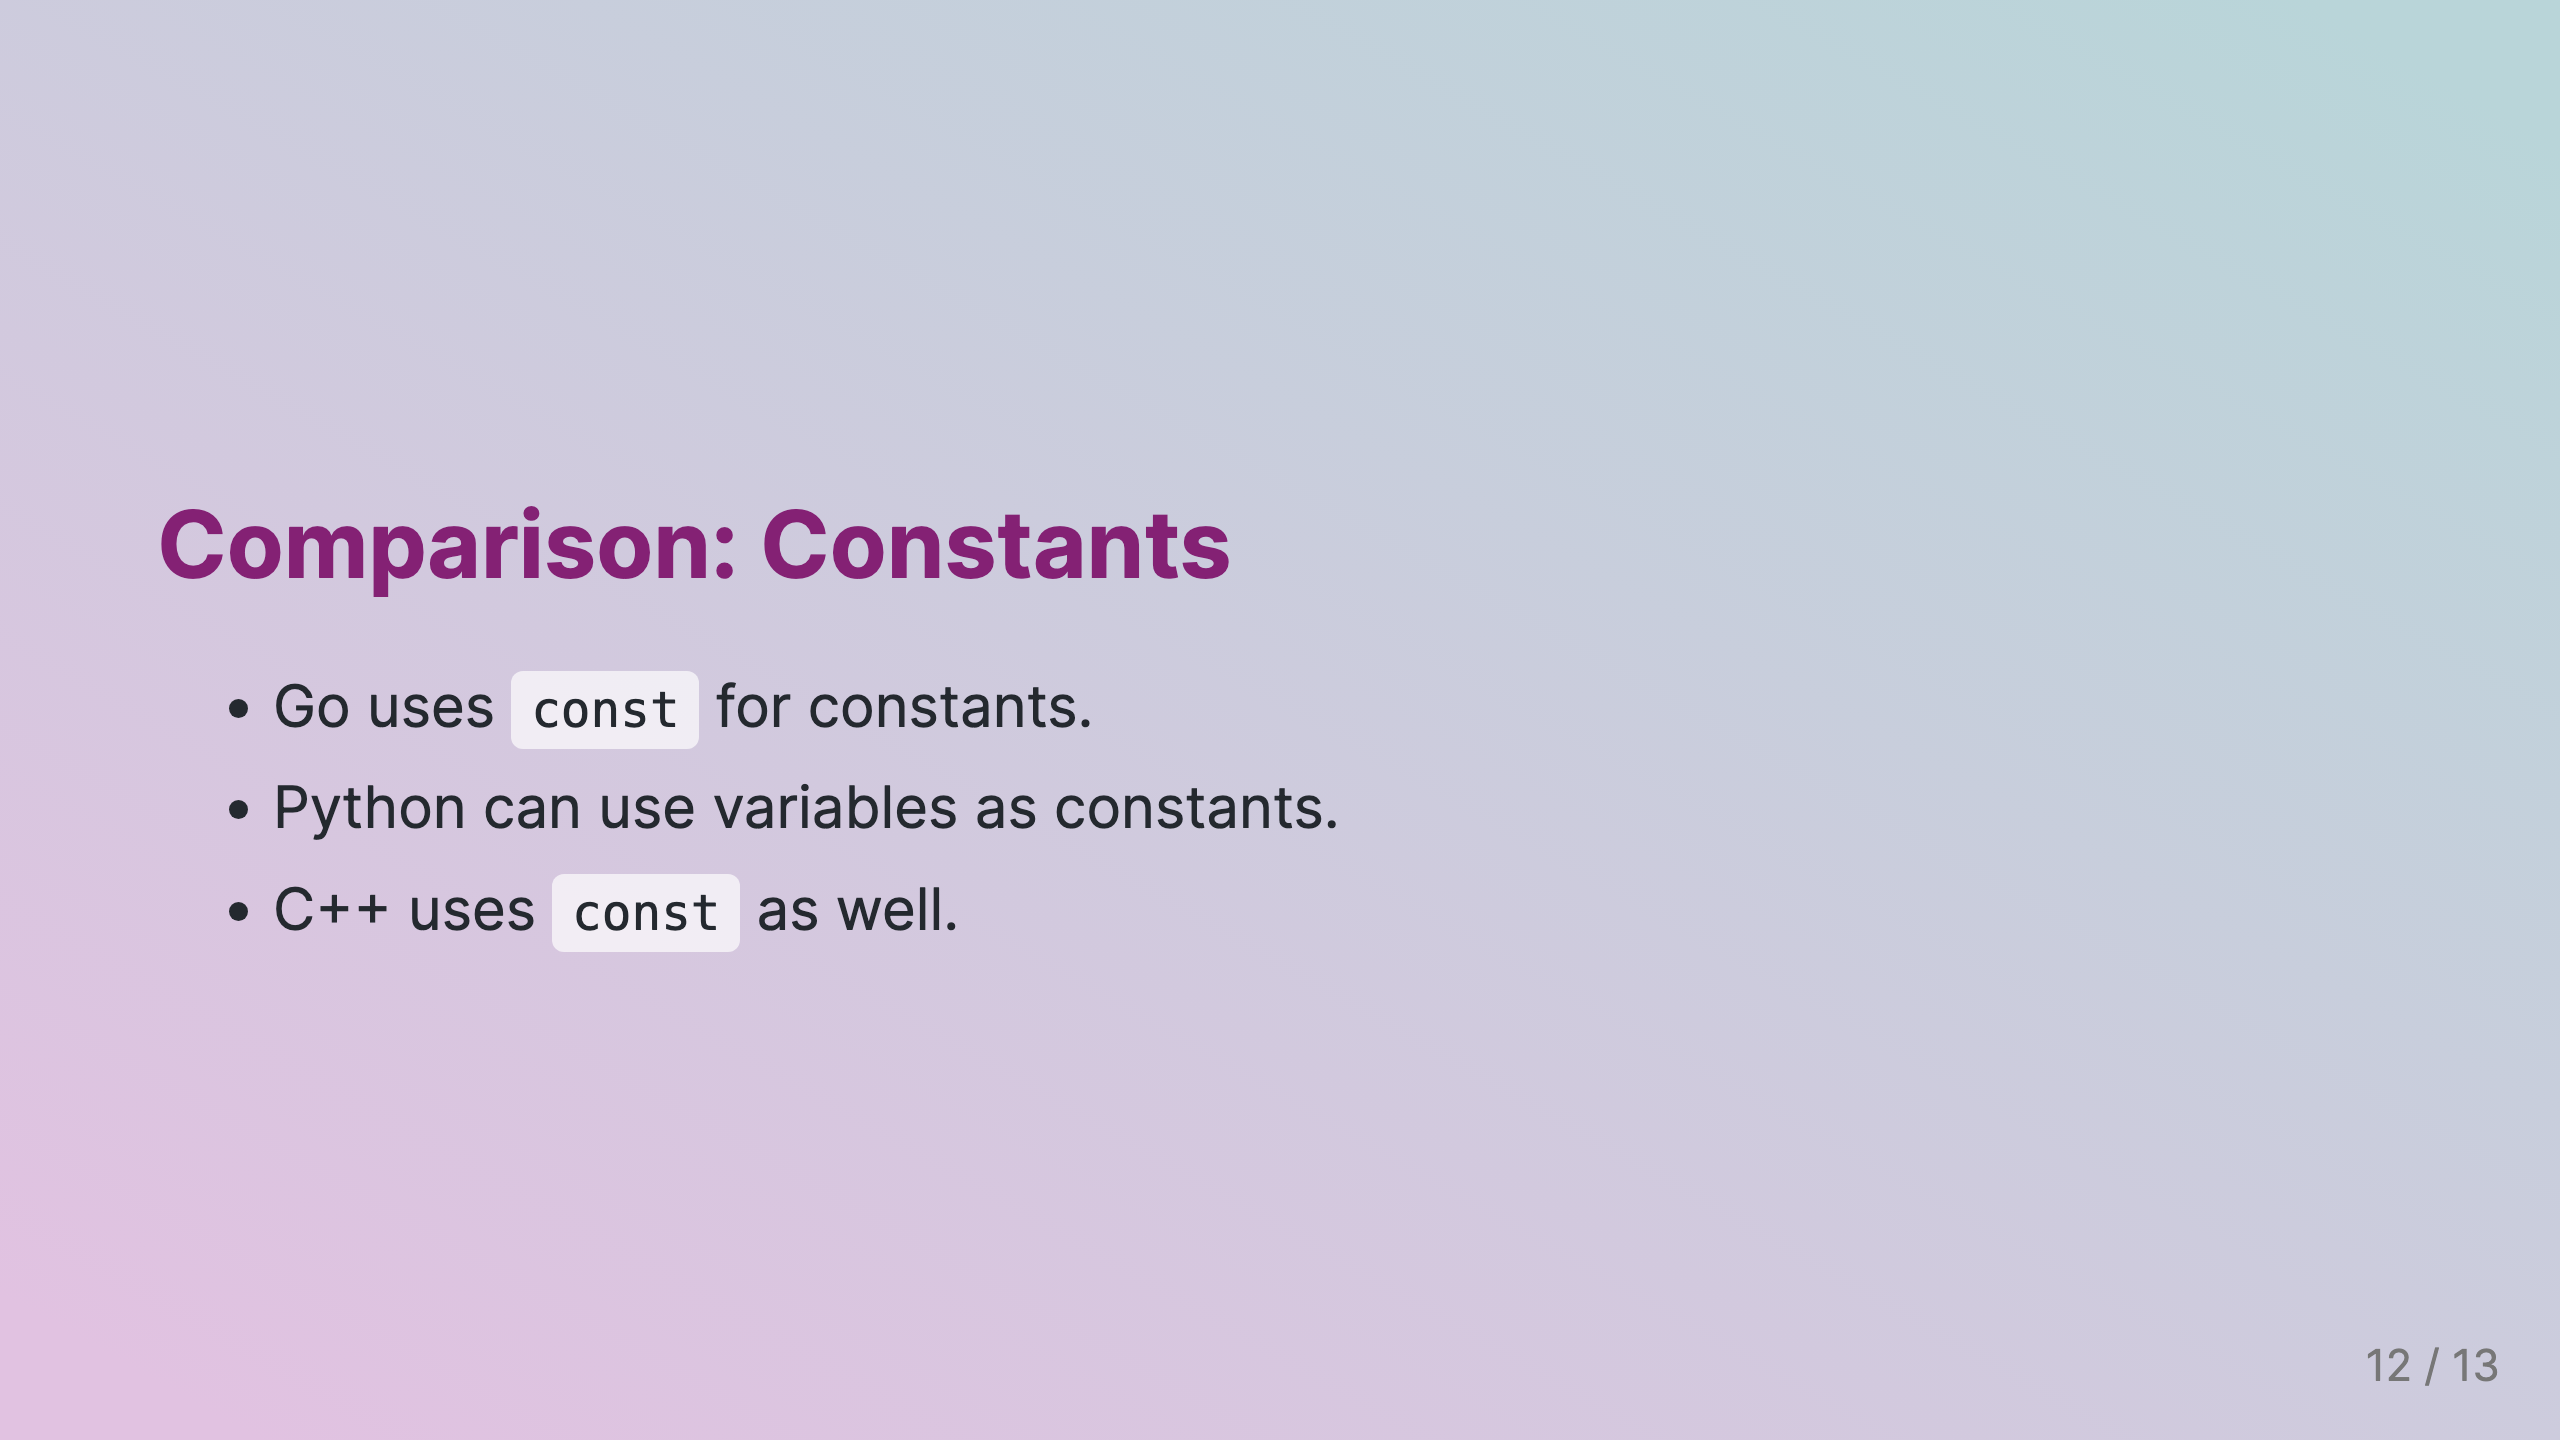 Comparison: Constants
• Go uses const for constants.
• Python can use variables as constants.
• C++ uses const as well.
12 / 13